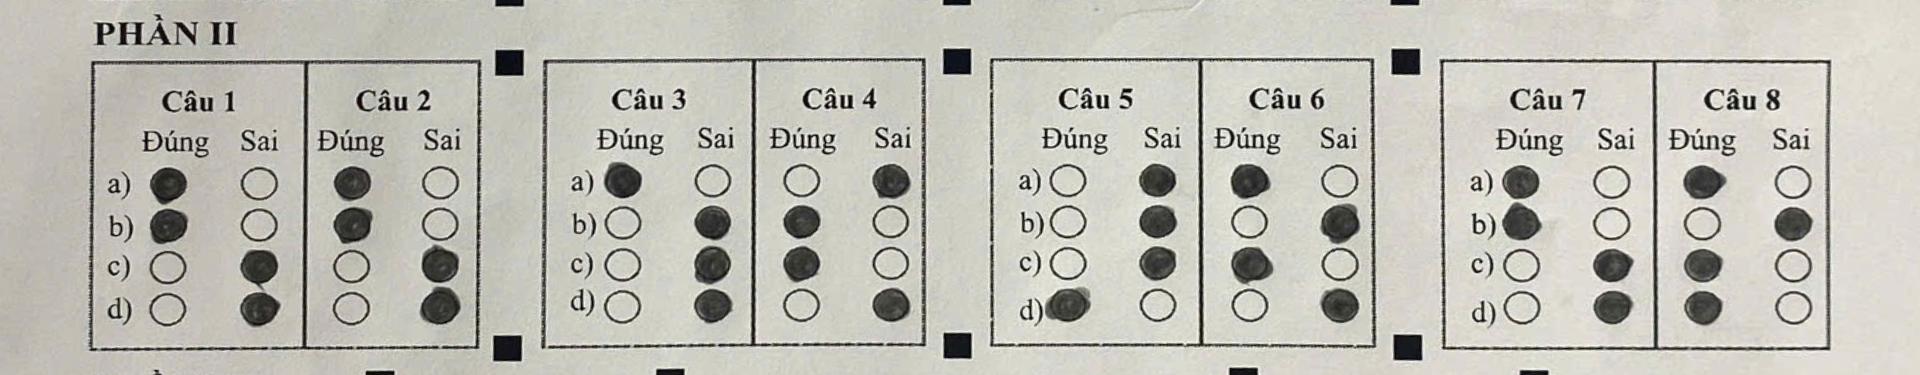 PHẦN II
Câu 1 Câu 2 Câu 3 Câu 4 Câu 5 Câu 6 Câu 7 Câu 8
Đúng Sai Đúng Sai Đúng Sai Đúng Sai Đúng Sai Đúng Sai Đúng Sai Đúng Sai
a) a) a) a)
b) b) b) b)
c) c) c) c)
d) d) d) d)